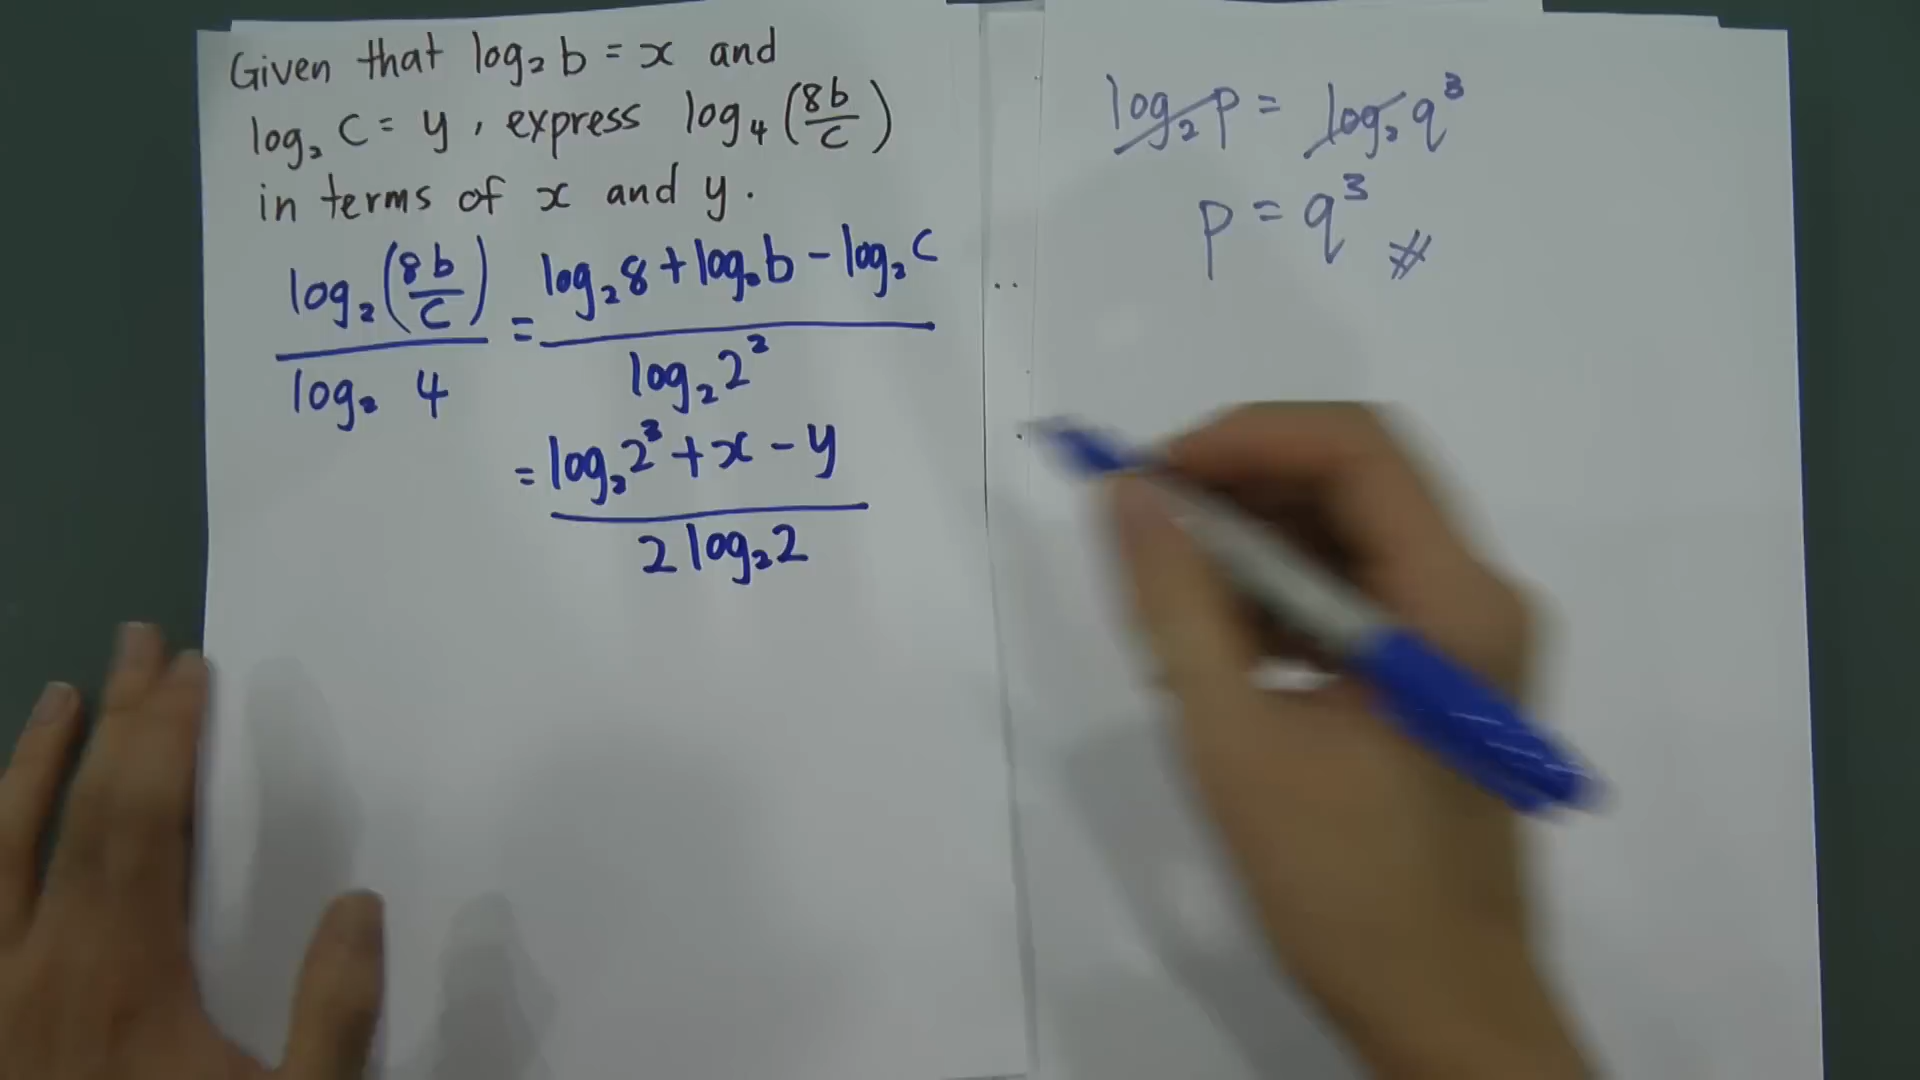 Given that log₂ b = x and
log₂ c = y, express log₄ (8b/c)
in terms of x and y.
log₂(8b/c) / log₂ 4 = (log₂ 8 + log₂ b - log₂ c) / log₂ 2²
= (log₂ 2³ + x - y) / 2 log₂ 2
log₂ p = log₂ q³
p = q³ #